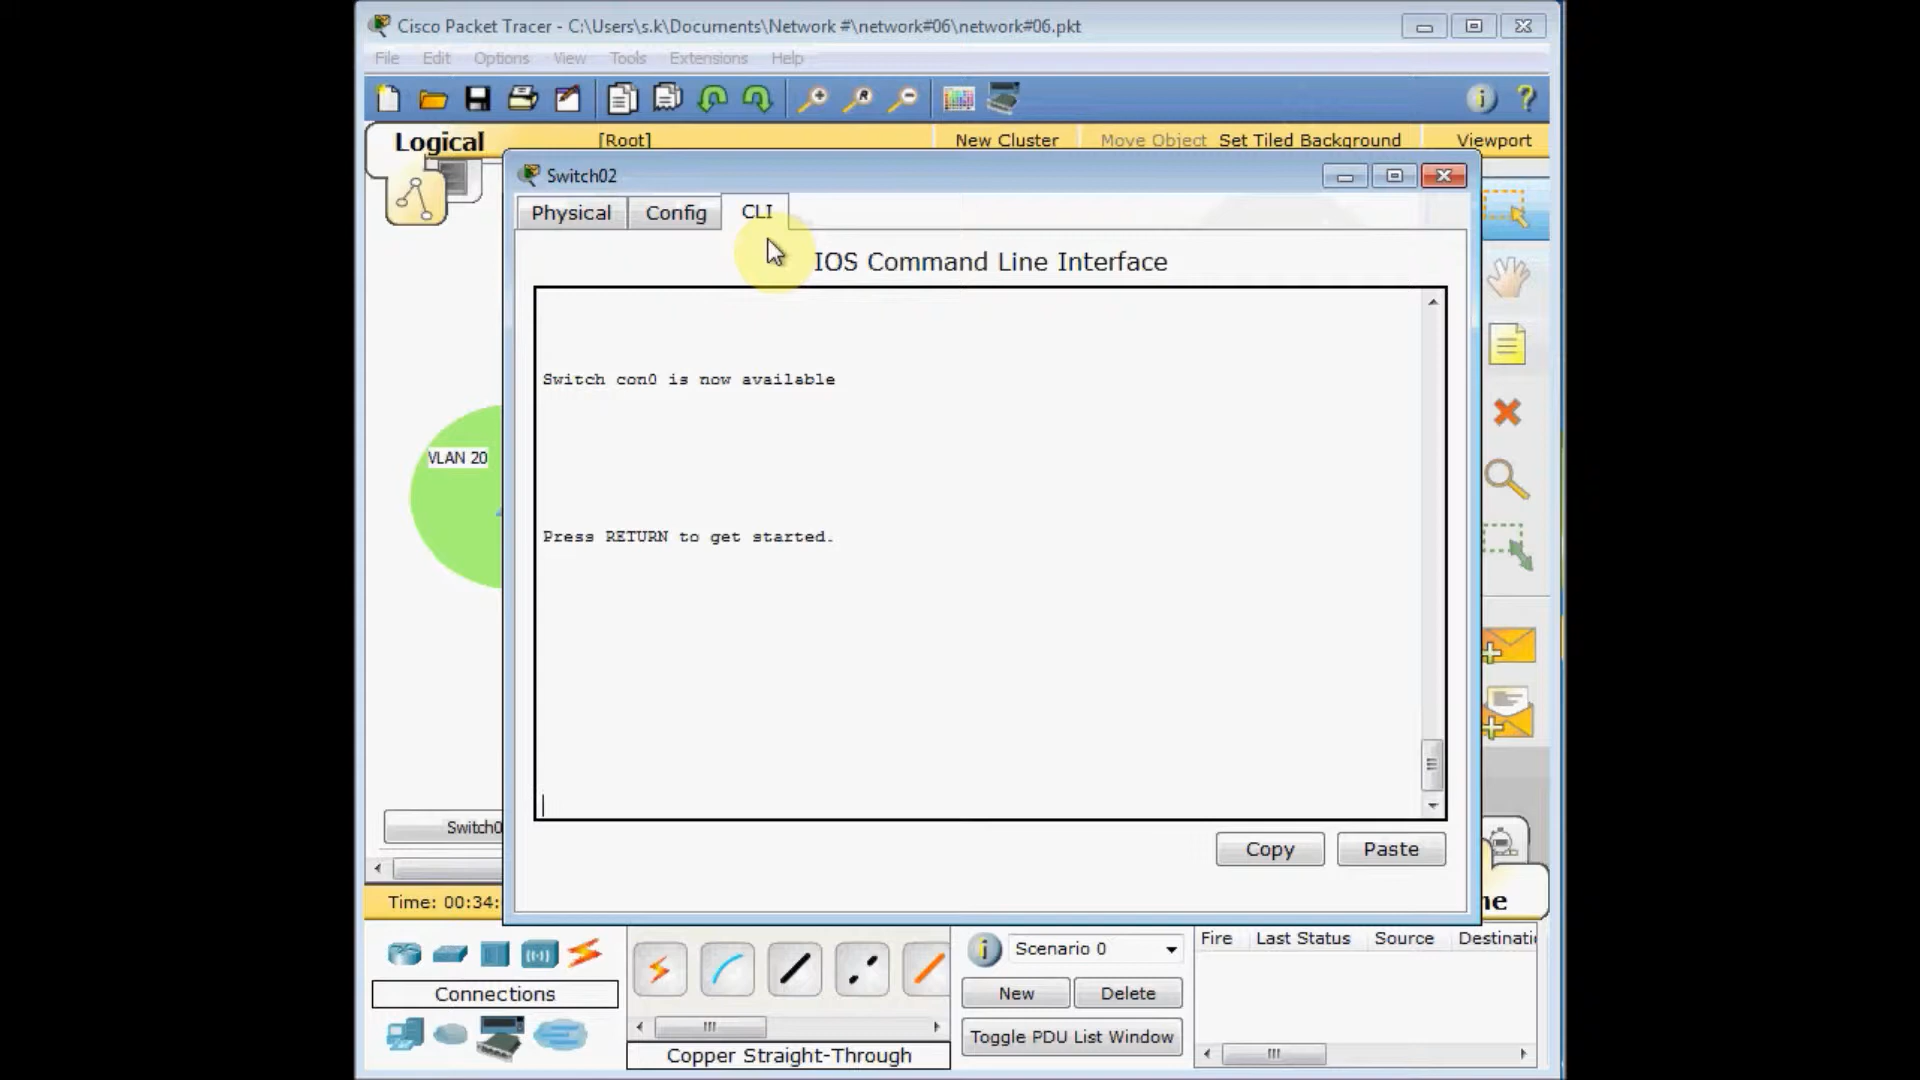 Cisco Packet Tracer - C:\Users\s.k\Documents\Network #\network#06\network#06.pkt
File Edit Options View Tools Extensions Help
Logical [Root] New Cluster Move Object Set Tiled Background Viewport
Switch02
Physical Config CLI
IOS Command Line Interface
Switch con0 is now available
VLAN 20
Press RETURN to get started.
Switch0
Copy Paste
Time: 00:34:
ne
Scenario 0
Fire Last Status Source Destinati
Connections
New Delete
Toggle PDU List Window
Copper Straight-Through